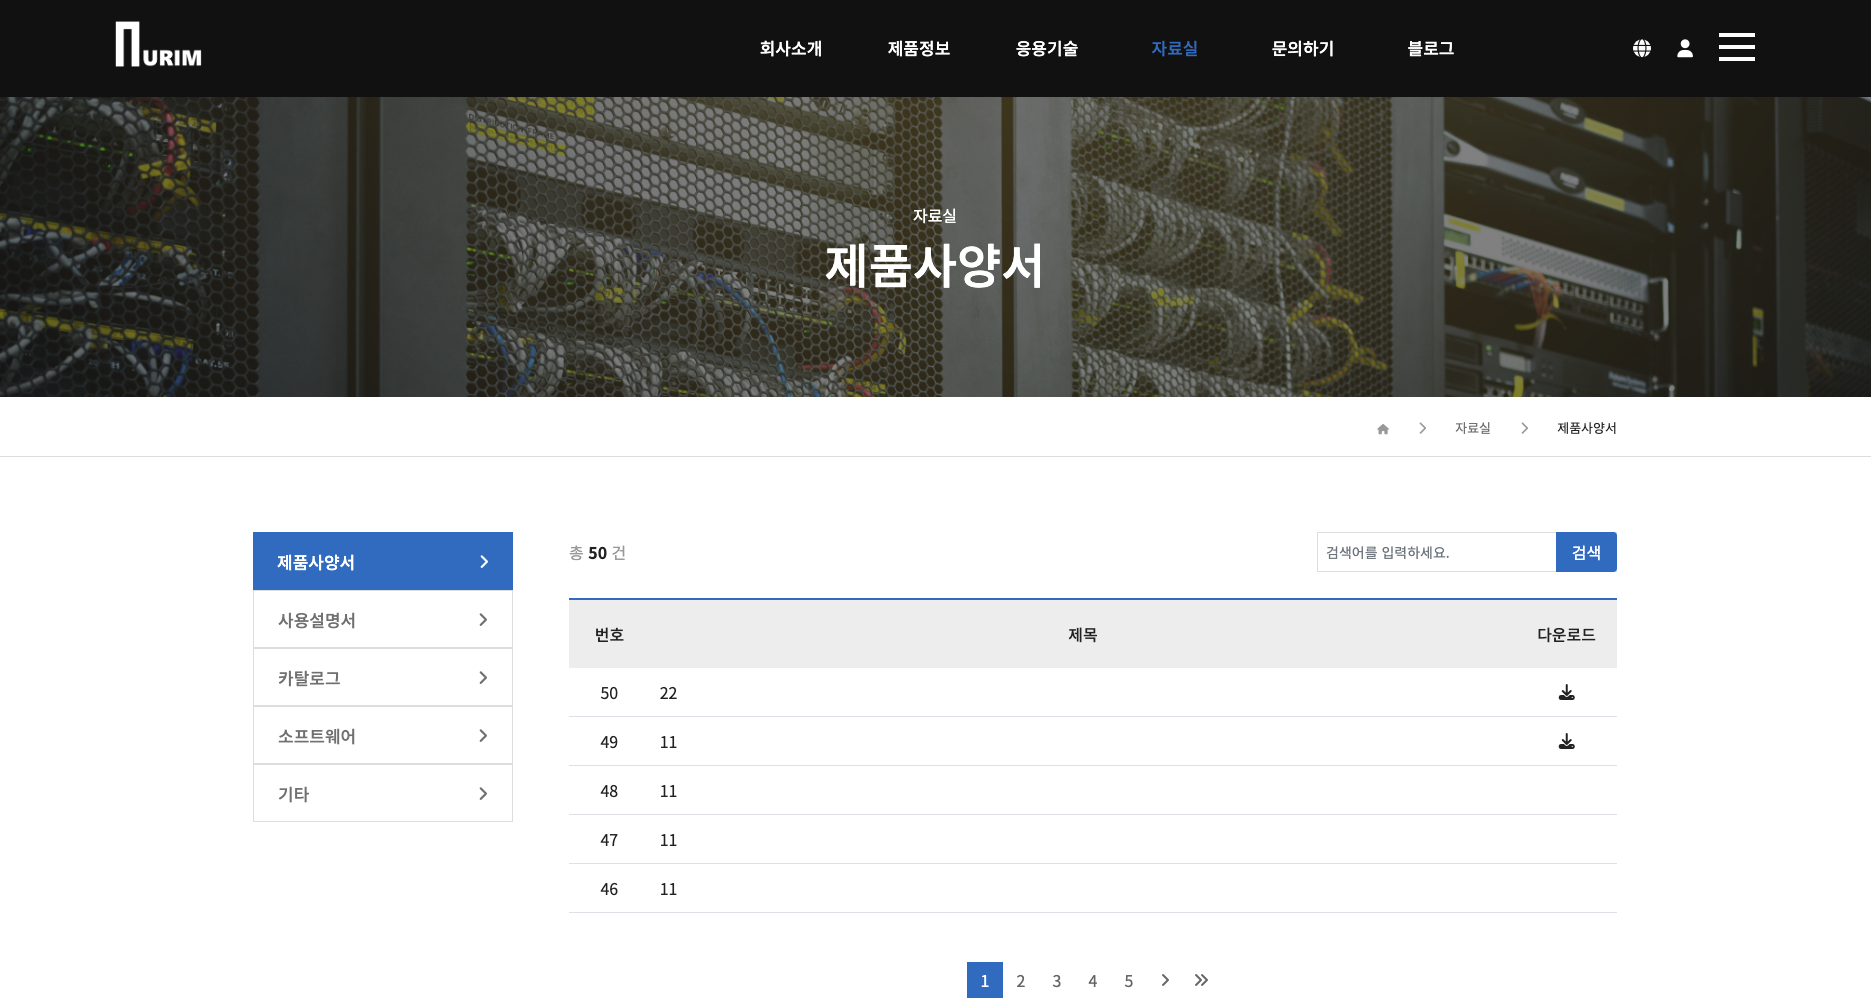 NURIM
회사소개 제품정보 응용기술 자료실 문의하기 블로그
자료실
제품사양서
자료실 제품사양서
제품사양서
사용설명서
카탈로그
소프트웨어
기타
총 50 건
검색어를 입력하세요. 검색
번호 제목 다운로드
50 22
49 11
48 11
47 11
46 11
1 2 3 4 5